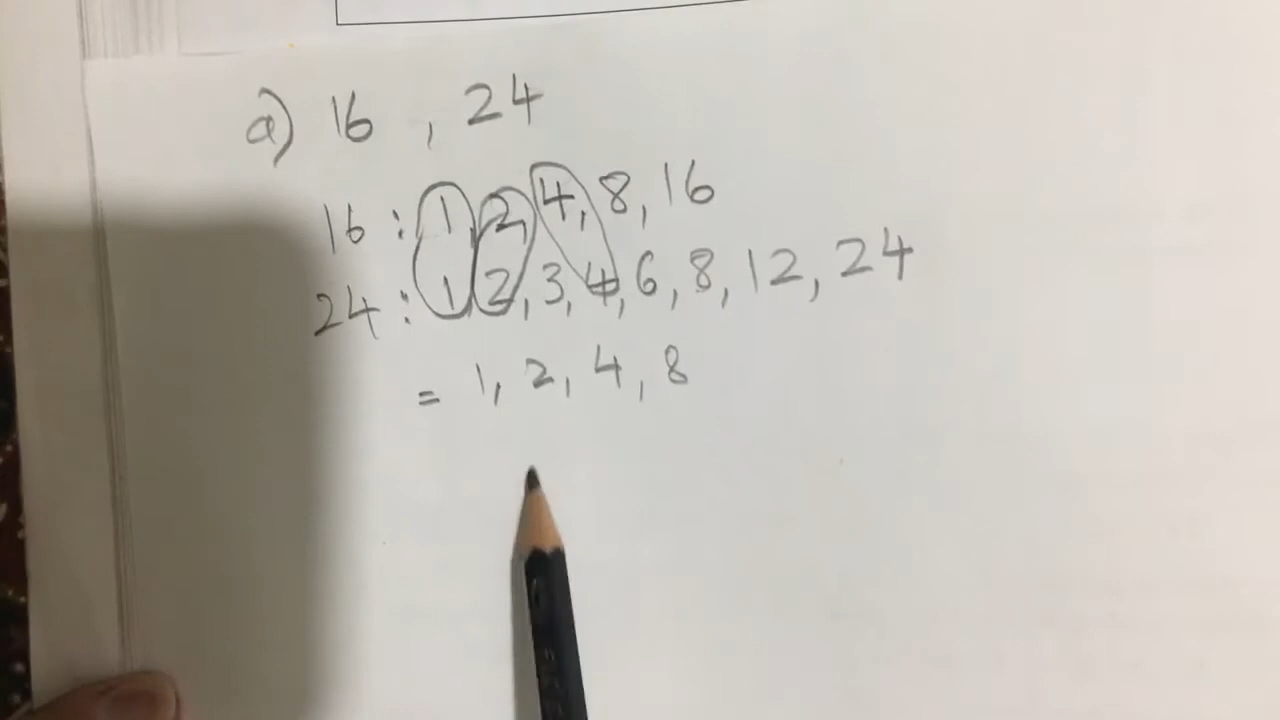 a) 16 , 24
16 : 1, 2, 4, 8, 16
24 : 1 2, 3, 4, 6, 8, 12, 24
= 1, 2, 4, 8